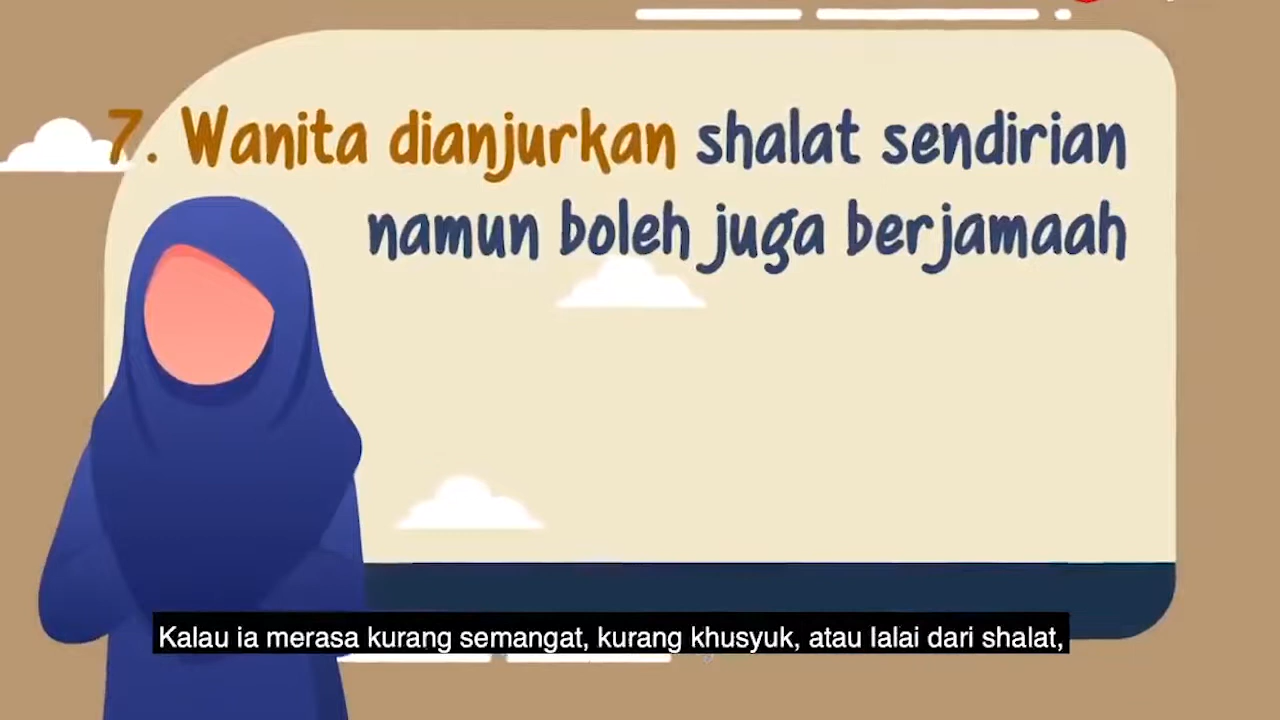 7. Wanita dianjurkan shalat sendirian
namun boleh juga berjamaah
Kalau ia merasa kurang semangat, kurang khusyuk, atau lalai dari shalat,